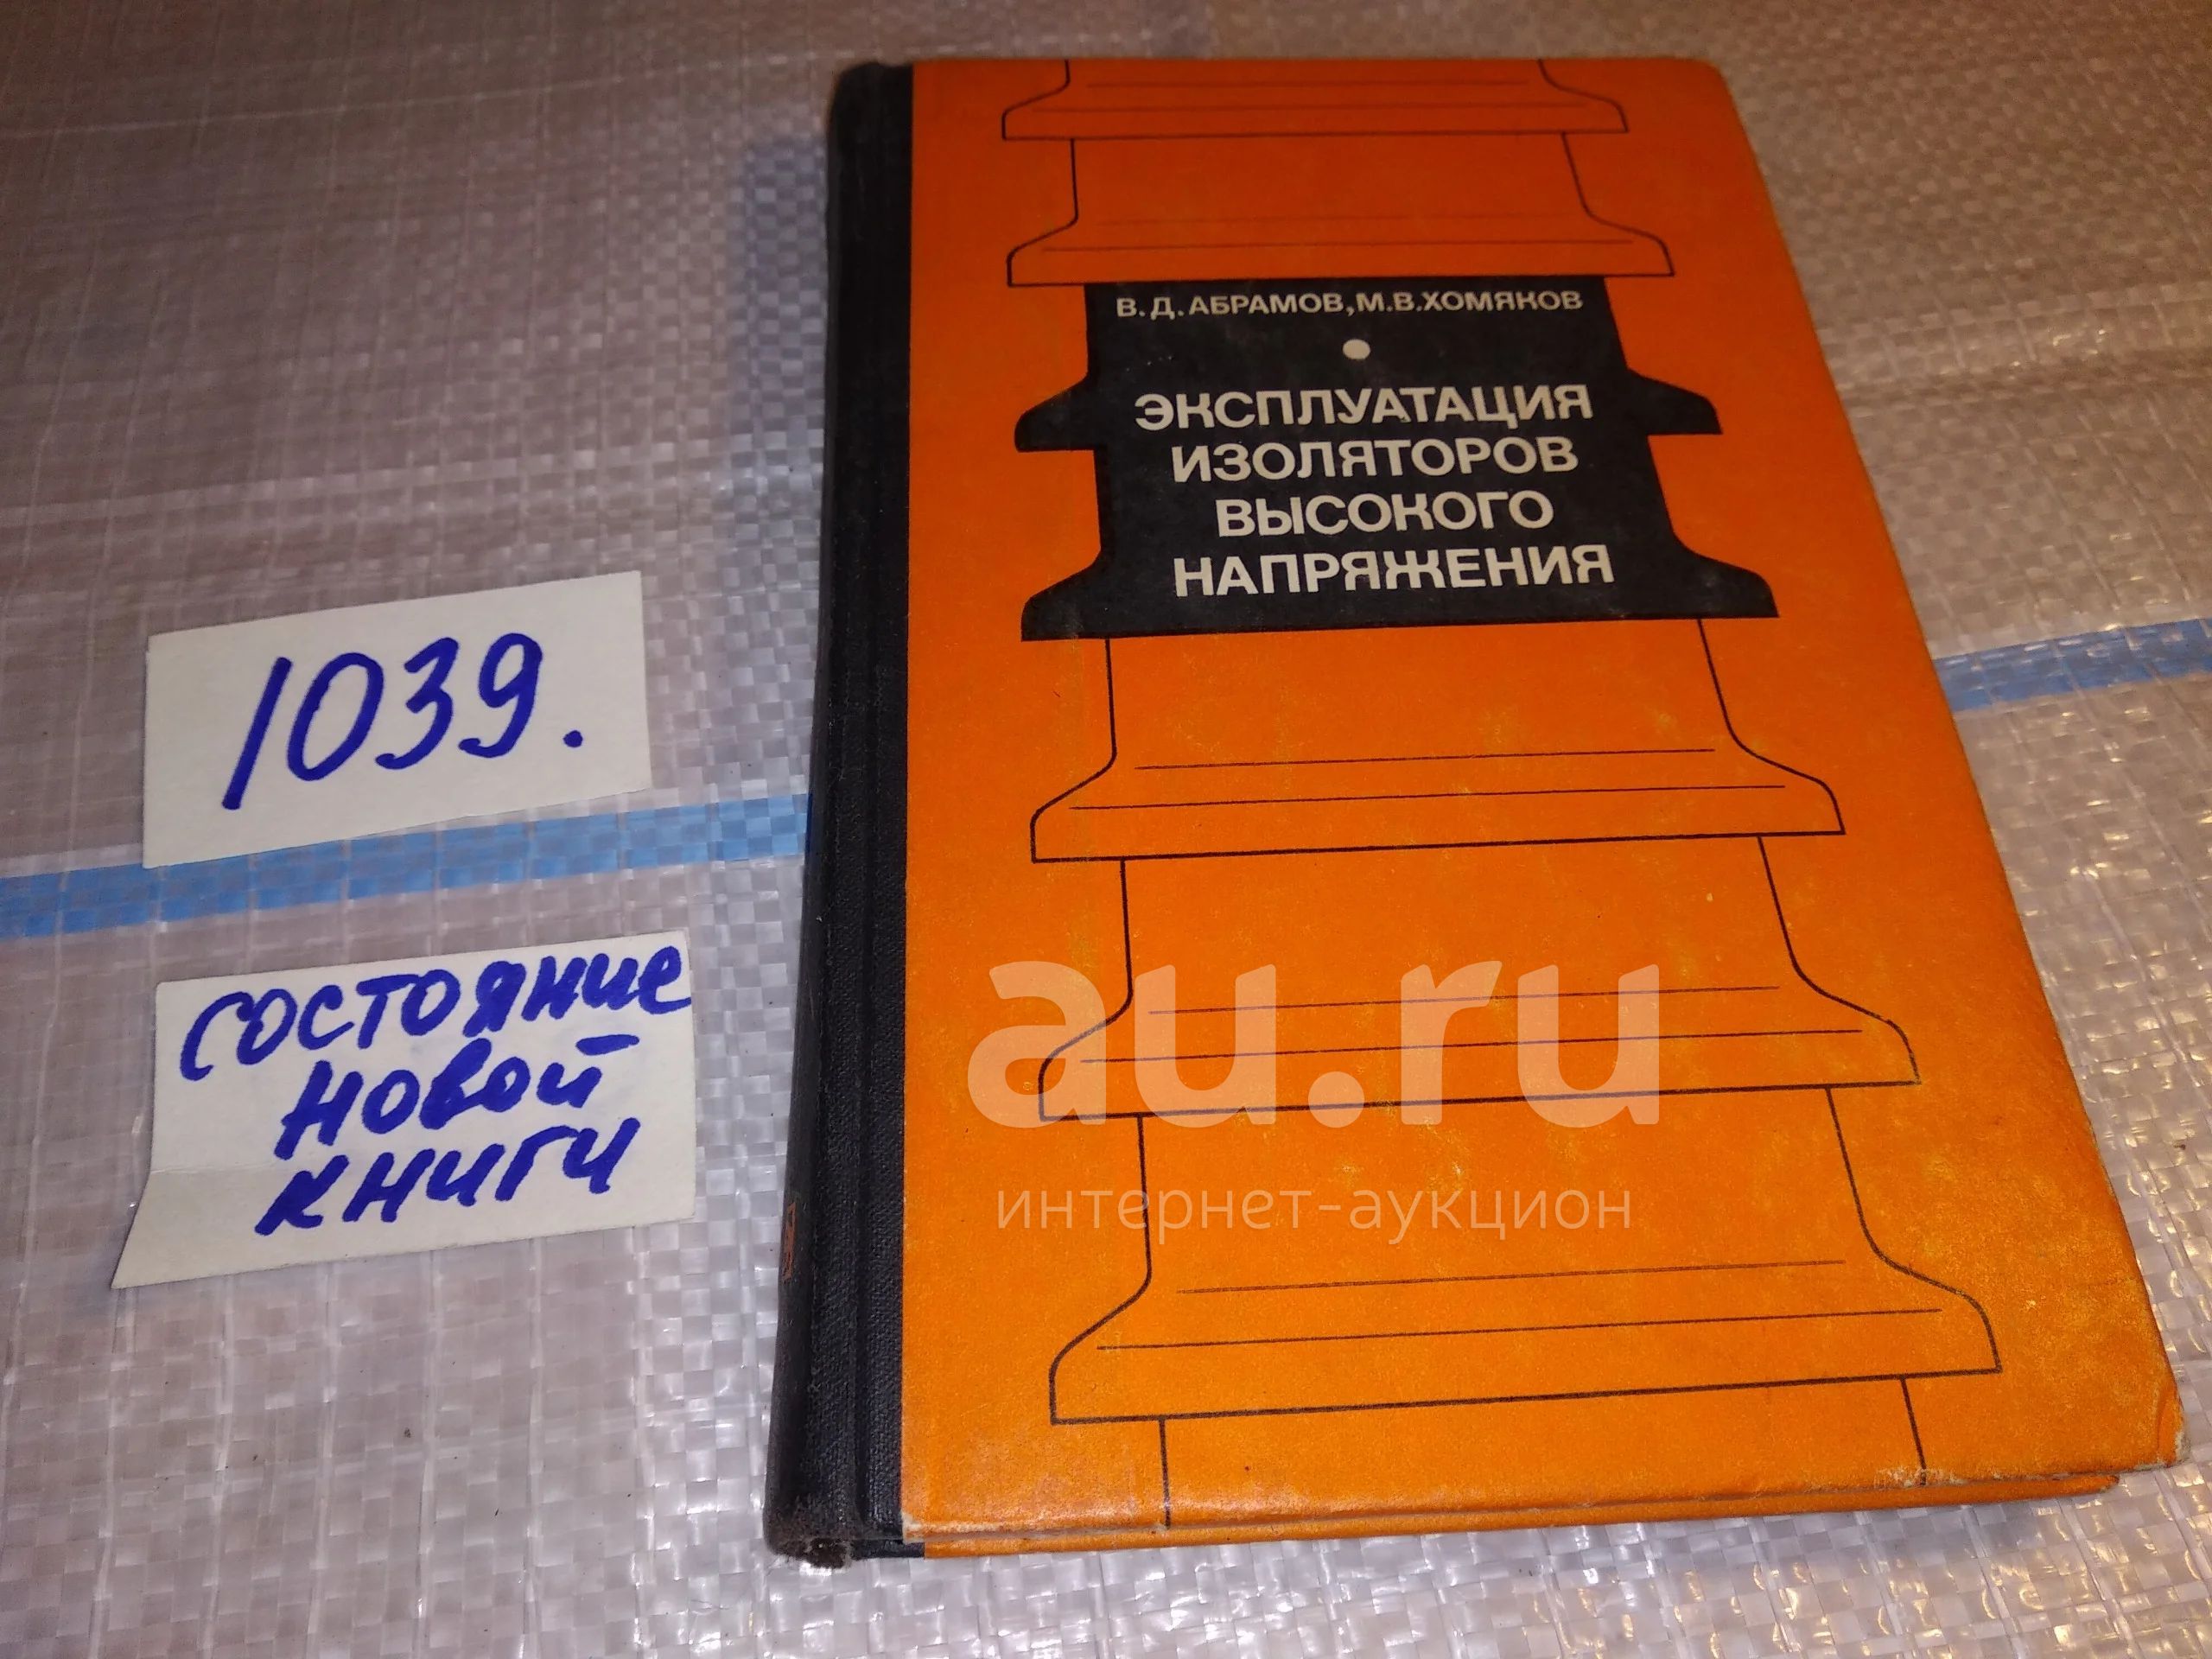 В.Д.АБРАМОВ, М.В.ХОМЯКОВ
ЭКСПЛУАТАЦИЯ
ИЗОЛЯТОРОВ
ВЫСОКОГО
НАПРЯЖЕНИЯ
1039.
состояние
новой
книги
au.ru
интернет-аукцион